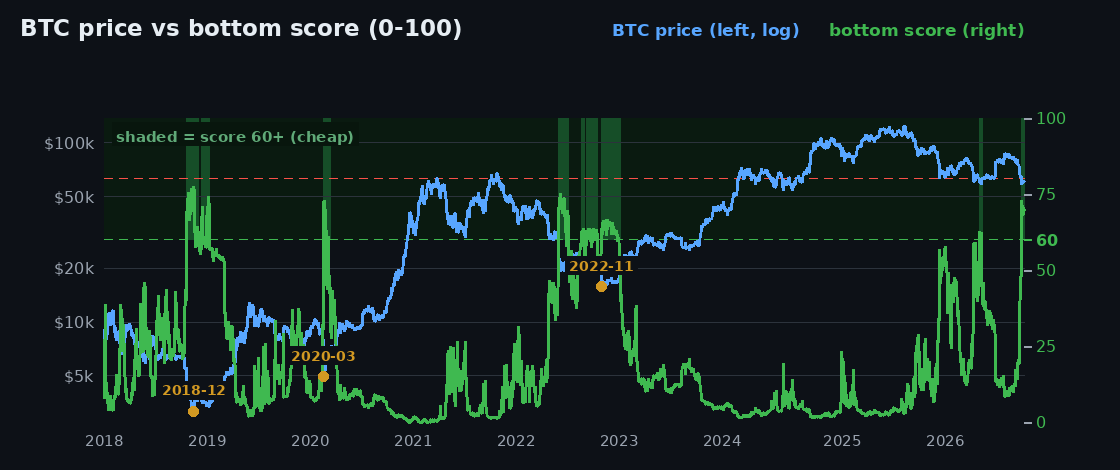 BTC price vs bottom score (0-100)
BTC price (left, log) bottom score (right)
shaded = score 60+ (cheap)
$100k
$50k
$20k
$10k
$5k
100
75
60
50
25
0
2018-12
2020-03
2022-11
2018 2019 2020 2021 2022 2023 2024 2025 2026